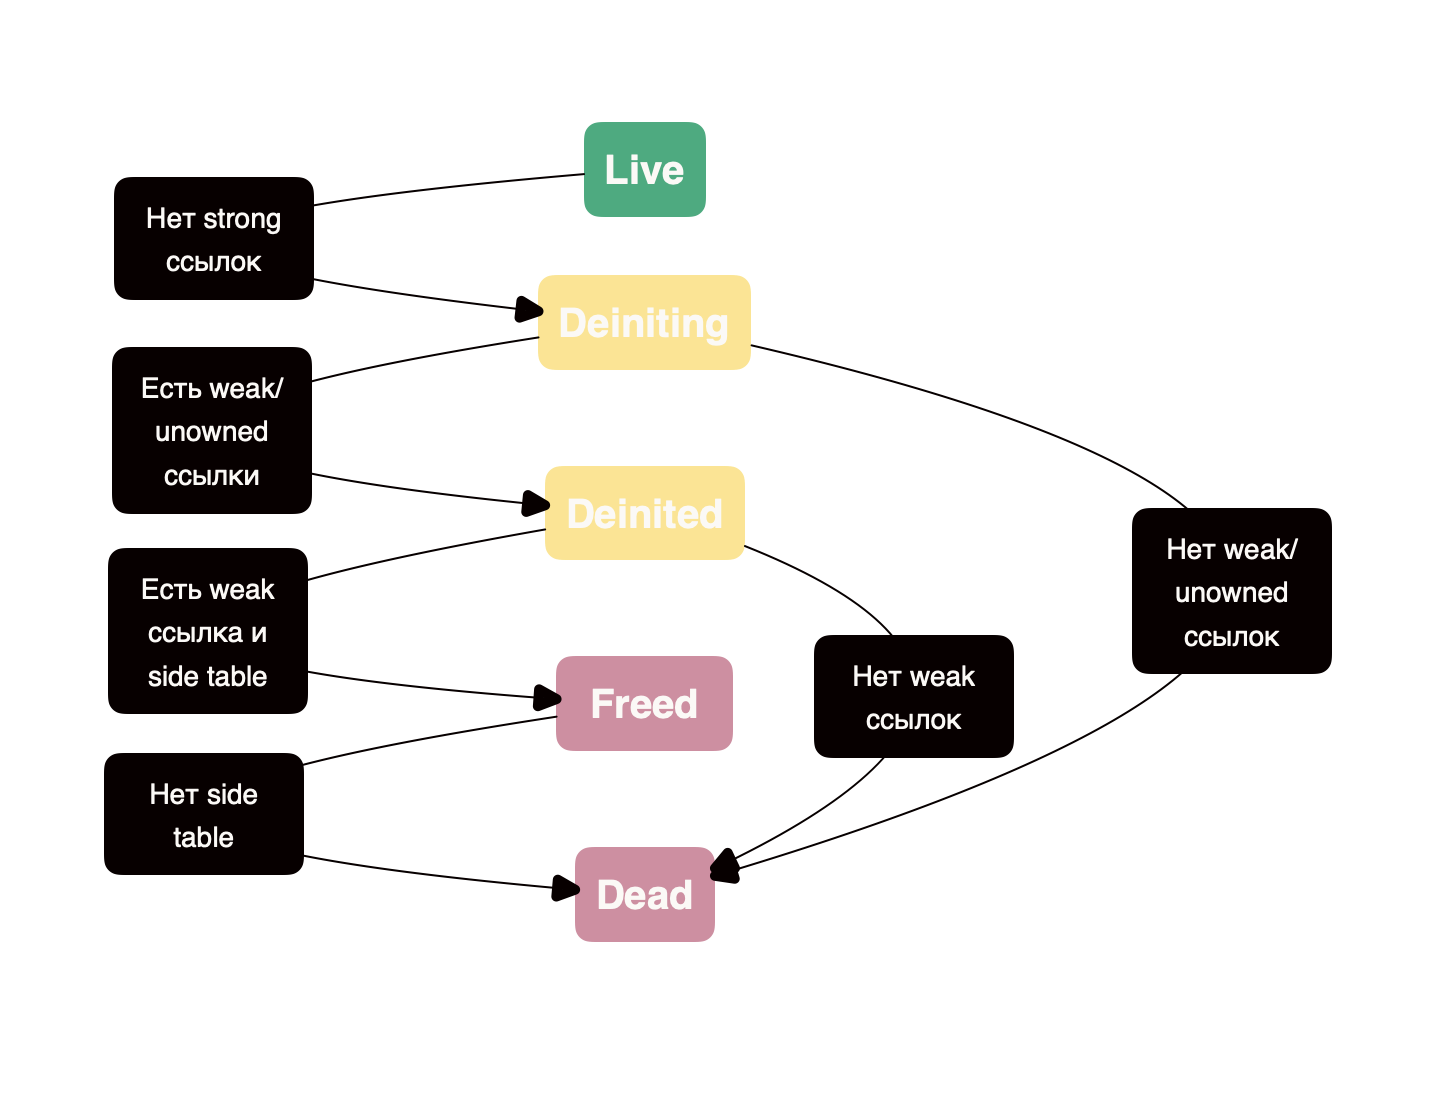 Live
Нет strong
ссылок
Deiniting
Есть weak/
unowned
ссылки
Deinited
Нет weak/
unowned
ссылок
Есть weak
ссылка и
side table
Freed
Нет weak
ссылок
Нет side
table
Dead